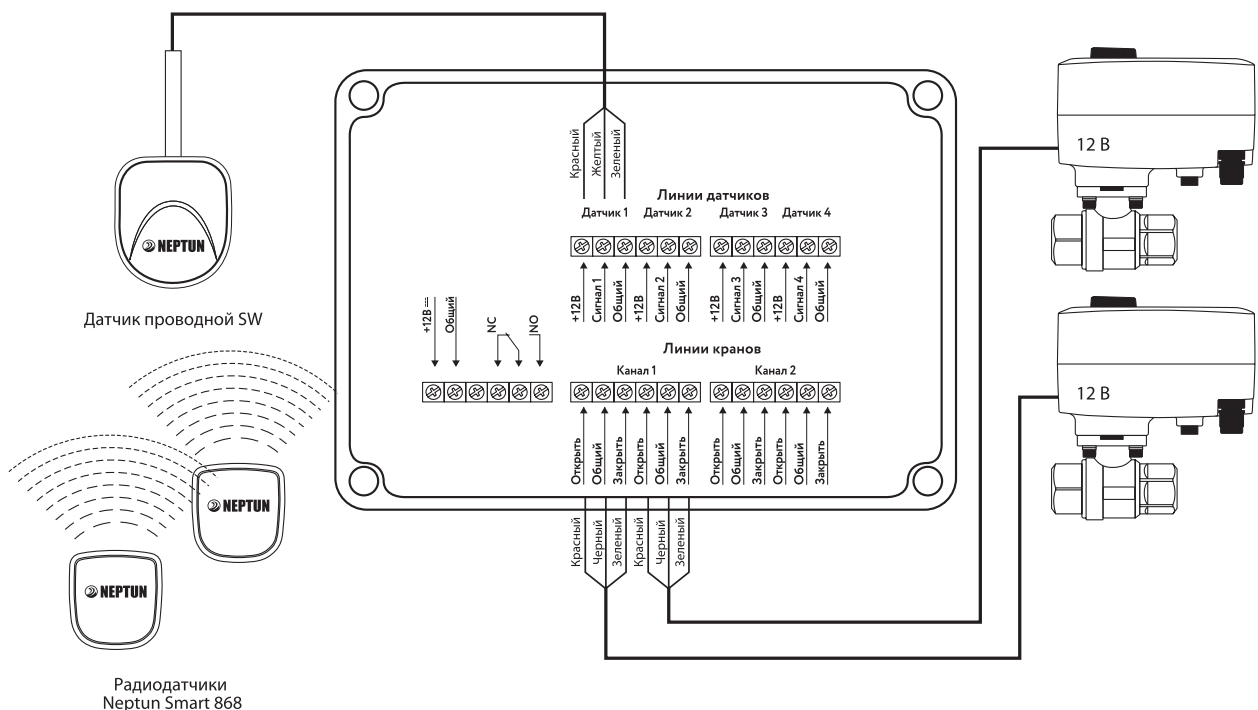 12 В
Красный
Желтый
Зеленый
Линии датчиков
Датчик 1
Датчик 2
Датчик 3
Датчик 4
NEPTUN
Датчик проводной SW
+12В
Сигнал 1
Общий
+12В
Сигнал 2
Общий
+12В
Сигнал 3
Общий
+12В
Сигнал 4
Общий
+12В
Общий
NC
NO
Линии кранов
Канал 1
Канал 2
12 В
Открыть
Общий
Закрыть
Открыть
Общий
Закрыть
Открыть
Общий
Закрыть
Открыть
Общий
Закрыть
NEPTUN
Красный
Черный
Зеленый
Красный
Черный
Зеленый
NEPTUN
Радиодатчики
Neptun Smart 868